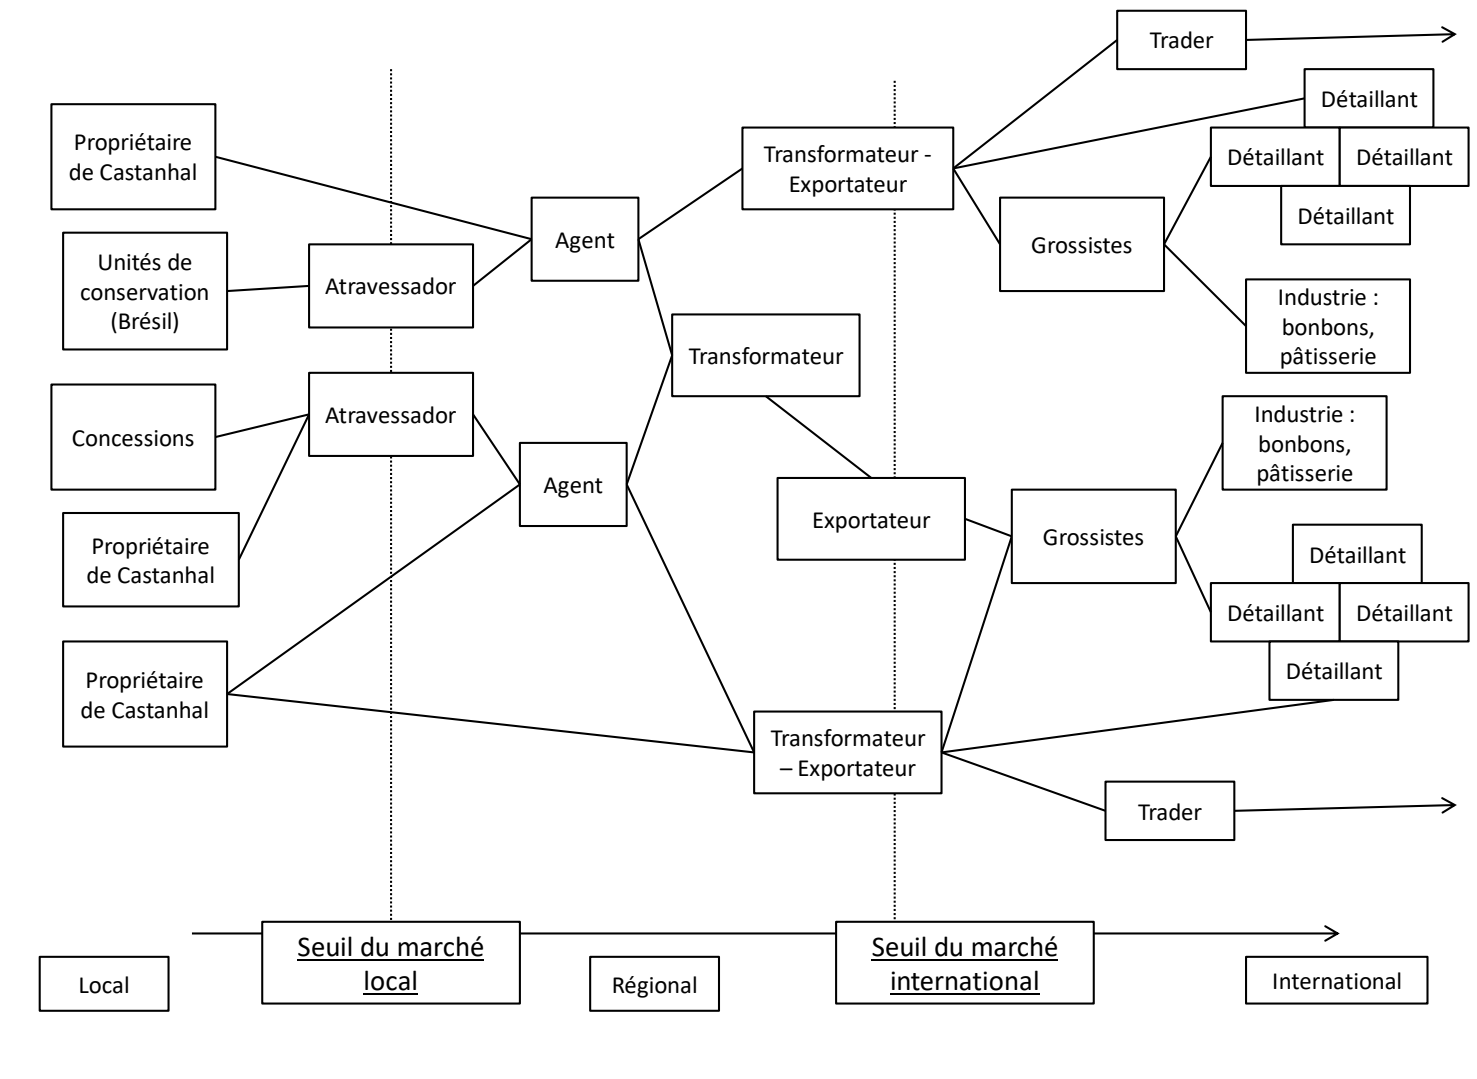 Trader
Détaillant
Propriétaire
de Castanhal
Transformateur -
Exportateur
Détaillant
Détaillant
Détaillant
Agent
Grossistes
Unités de
conservation
(Brésil)
Atravessador
Industrie :
bonbons,
pâtisserie
Transformateur
Concessions
Atravessador
Industrie :
bonbons,
pâtisserie
Agent
Exportateur
Grossistes
Propriétaire
de Castanhal
Détaillant
Détaillant
Détaillant
Détaillant
Propriétaire
de Castanhal
Transformateur
– Exportateur
Trader
Local
Seuil du marché
local
Régional
Seuil du marché
international
International